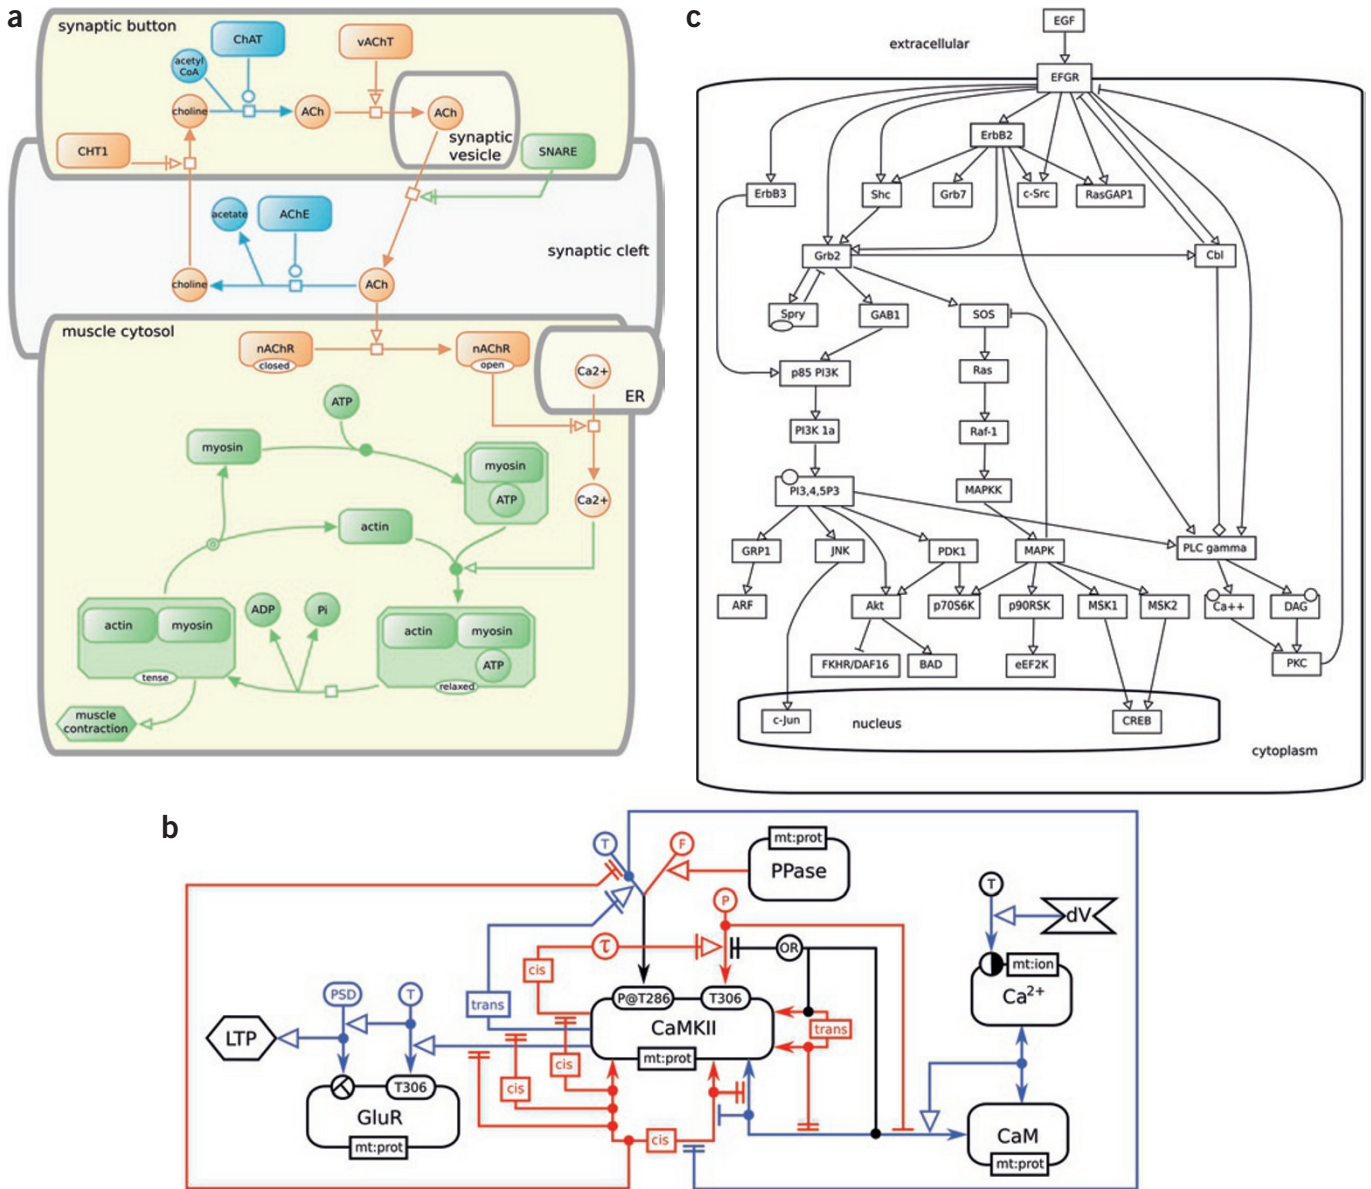 a
synaptic button
ChAT
vAChT
acetyl
CoA
choline
ACh
ACh
synaptic
vesicle
CHT1
SNARE
acetate
AChE
synaptic cleft
choline
ACh
muscle cytosol
nAChR
closed
nAChR
open
Ca2+
ER
ATP
myosin
myosin
ATP
Ca2+
actin
actin
myosin
tense
ADP
Pi
actin
myosin
ATP
relaxed
muscle
contraction
c
EGF
extracellular
EFGR
ErbB2
ErbB3
Shc
Grb7
c-Src
RasGAP1
Grb2
Cbl
Spry
GAB1
SOS
p85 PI3K
Ras
PI3K 1a
Raf-1
PI3,4,5P3
MAPKK
GRP1
JNK
PDK1
MAPK
PLC gamma
ARF
Akt
p70S6K
p90RSK
MSK1
MSK2
Ca++
DAG
FKHR/DAF16
BAD
eEF2K
PKC
c-Jun
nucleus
CREB
cytoplasm
b
T
F
mt:prot
PPase
P
T
dV
τ
OR
cis
mt:ion
Ca2+
PSD
T
trans
P@T286
T306
CaMKII
mt:prot
trans
LTP
T306
GluR
mt:prot
cis
cis
cis
CaM
mt:prot